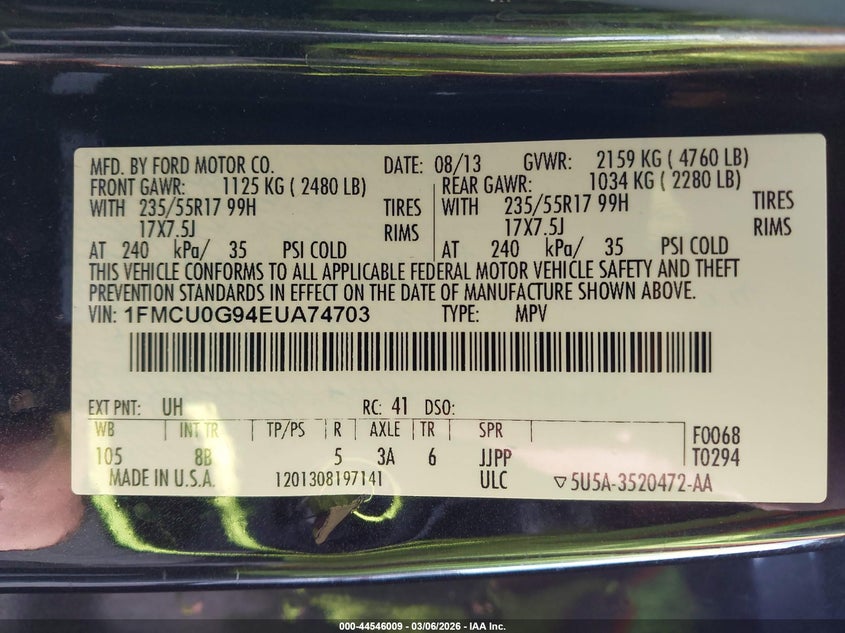 MFD. BY FORD MOTOR CO. DATE: 08/13 GVWR: 2159 KG ( 4760 LB)
FRONT GAWR: 1125 KG ( 2480 LB) REAR GAWR: 1034 KG ( 2280 LB)
WITH 235/55R17 99H TIRES WITH 235/55R17 99H TIRES
17X7.5J RIMS 17X7.5J RIMS
AT 240 kPa/ 35 PSI COLD AT 240 kPa/ 35 PSI COLD
THIS VEHICLE CONFORMS TO ALL APPLICABLE FEDERAL MOTOR VEHICLE SAFETY AND THEFT
PREVENTION STANDARDS IN EFFECT ON THE DATE OF MANUFACTURE SHOWN ABOVE.
VIN: 1FMCU0G94EUA74703 TYPE: MPV
EXT PNT: UH RC: 41 DSO:
WB INT TR TP/PS R AXLE TR SPR F0068
105 8B 5 3A 6 JJPP T0294
MADE IN U.S.A. 1201308197141 ULC ▽5U5A-3520472-AA
000-44546009 - 03/06/2026 - IAA Inc.